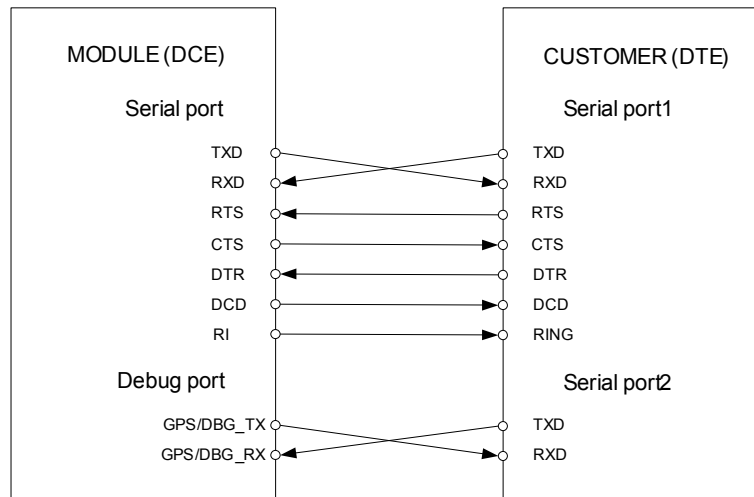 MODULE (DCE)
Serial port
TXD
RXD
RTS
CTS
DTR
DCD
RI
Debug port
GPS/DBG_TX
GPS/DBG_RX
CUSTOMER (DTE)
Serial port1
TXD
RXD
RTS
CTS
DTR
DCD
RING
Serial port2
TXD
RXD